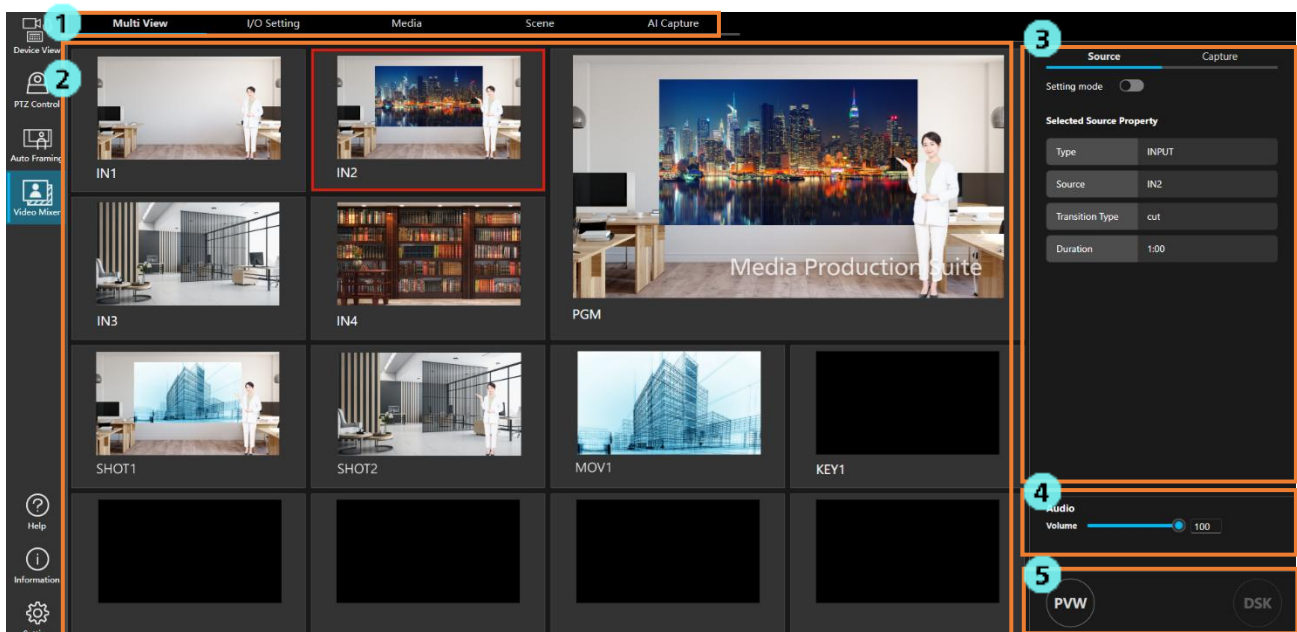 1
Multi View
I/O Setting
Media
Scene
AI Capture
Device View
2
PTZ Control
Auto Framing
Video Mixer
Help
Information
IN1
IN2
Media Production Suite
PGM
IN3
IN4
SHOT1
SHOT2
MOV1
KEY1
3
Source
Capture
Setting mode
Selected Source Property
Type
INPUT
Source
IN2
Transition Type
cut
Duration
1:00
4
Audio
Volume
100
5
PVW
DSK